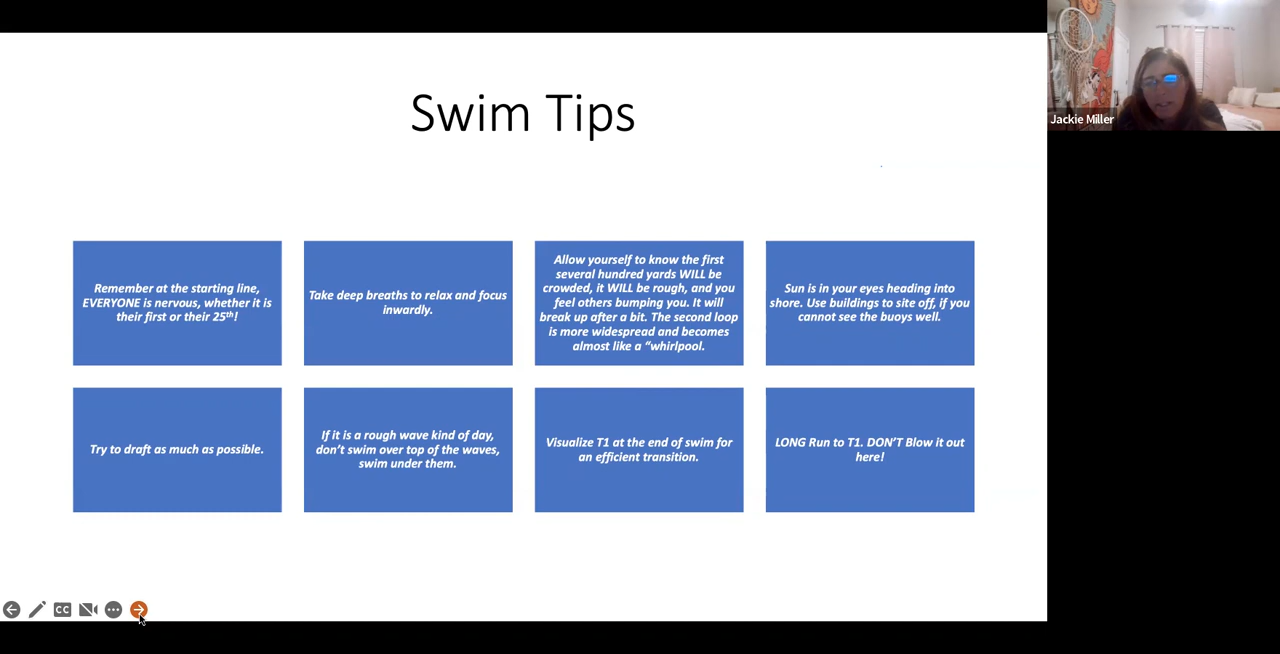 Swim Tips
Jackie Miller
Remember at the starting line,
EVERYONE is nervous, whether it is
their first or their 25th!
Take deep breaths to relax and focus
inwardly.
Allow yourself to know the first
several hundred yards WILL be
crowded, it WILL be rough, and you
feel others bumping you. It will
break up after a bit. The second loop
is more widespread and becomes
almost like a “whirlpool.
Sun is in your eyes heading into
shore. Use buildings to site off, if you
cannot see the buoys well.
Try to draft as much as possible.
If it is a rough wave kind of day,
don’t swim over top of the waves,
swim under them.
Visualize T1 at the end of swim for
an efficient transition.
LONG Run to T1. DON’T Blow it out
here!
CC